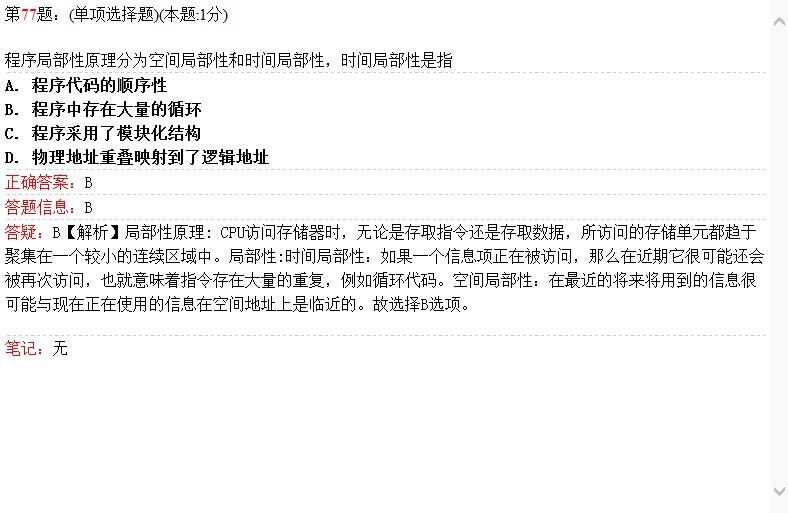 第77题: (单项选择题)(本题:1分)
程序局部性原理分为空间局部性和时间局部性, 时间局部性是指
A. 程序代码的顺序性
B. 程序中存在大量的循环
C. 程序采用了模块化结构
D. 物理地址重叠映射到了逻辑地址
正确答案: B
答题信息: B
答疑: B【解析】局部性原理: CPU访问存储器时, 无论是存取指令还是存取数据, 所访问的存储单元都趋于
聚集在一个较小的连续区域中。局部性:时间局部性: 如果一个信息项正在被访问, 那么在近期它很可能还会
被再次访问, 也就意味着指令存在大量的重复, 例如循环代码。空间局部性: 在最近的将来将用到的信息很
可能与现在正在使用的信息在空间地址上是临近的。故选择B选项。
笔记: 无